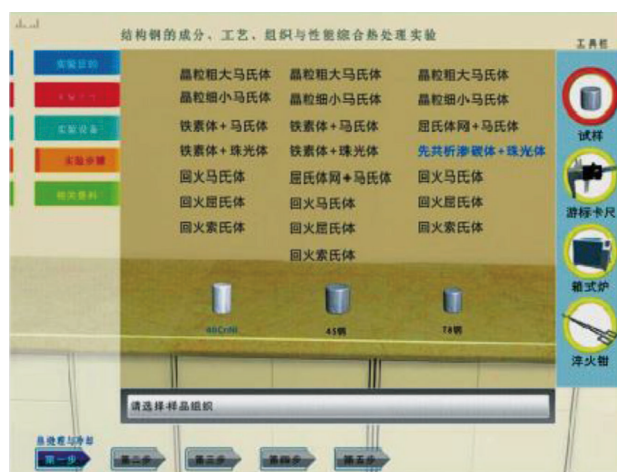 结构钢的成分、工艺、组织与性能综合热处理实验
工具栏
实验目的
实验设备
实验步骤
相关资料
晶粒粗大马氏体 晶粒粗大马氏体 晶粒粗大马氏体
晶粒细小马氏体 晶粒细小马氏体 晶粒细小马氏体
铁素体+马氏体 铁素体+马氏体 屈氏体网+马氏体
铁素体+珠光体 铁素体+珠光体 先共析渗碳体+珠光体
回火马氏体 屈氏体网+马氏体 回火马氏体
回火屈氏体 回火马氏体 回火屈氏体
回火索氏体 回火屈氏体 回火索氏体
回火索氏体
试样
游标卡尺
箱式炉
淬火钳
45钢 T8钢
请选择样品组织
热处理与冷却
第一步 第二步 第三步 第四步 第五步